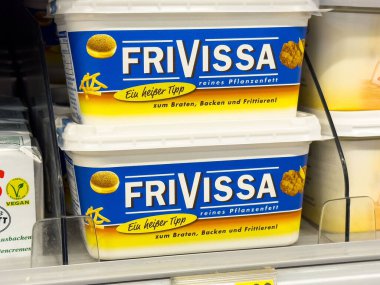 FRIVISSA
reines Pflanzenfett
Ein heißer Tipp
zum Braten, Backen und Frittieren!
FRIVISSA
reines Pflanzenfett
Ein heißer Tipp
zum Braten, Backen und Frittieren!
VEGAN